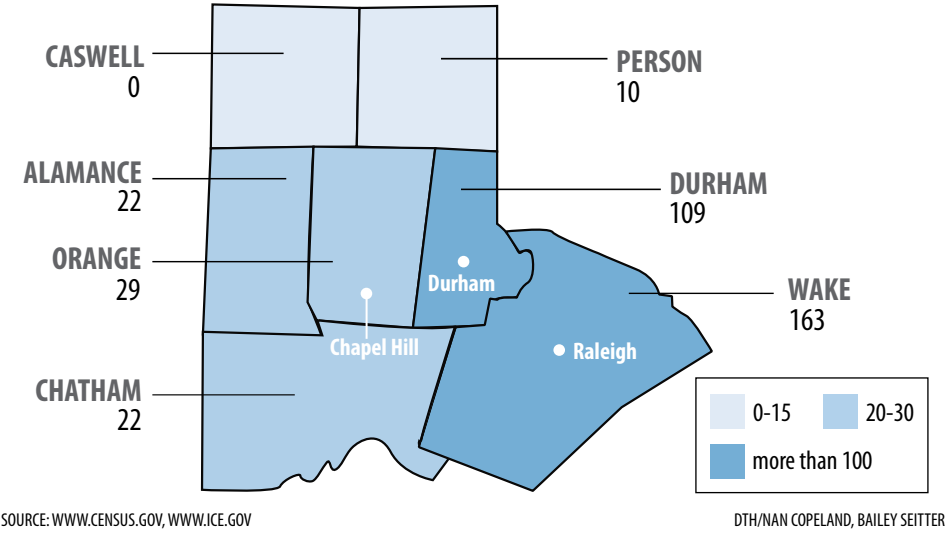 CASWELL
0
PERSON
10
ALAMANCE
22
DURHAM
109
ORANGE
29
Durham
WAKE
163
Chapel Hill
Raleigh
CHATHAM
22
0-15
20-30
more than 100
SOURCE: WWW.CENSUS.GOV, WWW.ICE.GOV
DTH/NAN COPELAND, BAILEY SEITTER